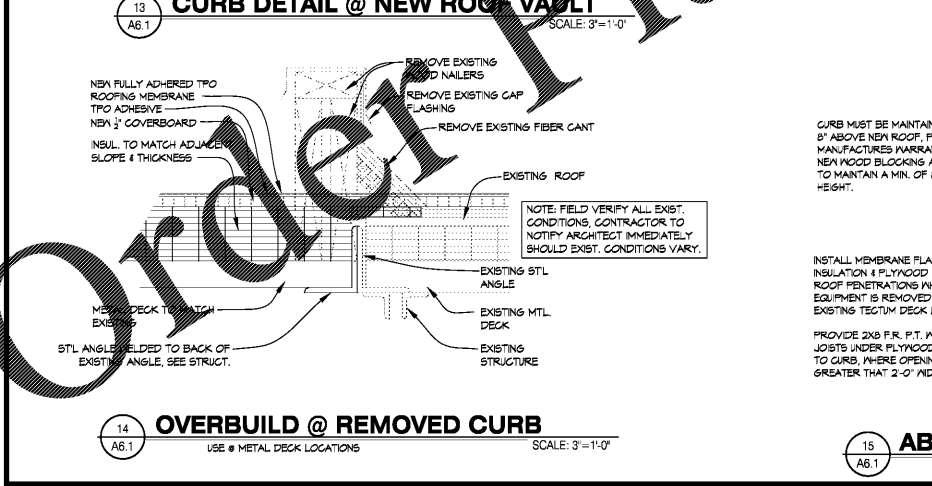 13
A6.1
CURB DETAIL @ NEW ROOF VAULT
SCALE: 3"=1'-0"
NEW FULLY ADHERED TPO
ROOFING MEMBRANE
TPO ADHESIVE
NEW ½" COVERBOARD
INSUL. TO MATCH ADJACENT
SLOPE & THICKNESS
REMOVE EXISTING
WOOD NAILERS
REMOVE EXISTING CAP
FLASHING
REMOVE EXISTING FIBER CANT
EXISTING ROOF
NOTE: FIELD VERIFY ALL EXIST.
CONDITIONS, CONTRACTOR TO
NOTIFY ARCHITECT IMMEDIATELY
SHOULD EXIST. CONDITIONS VARY.
EXISTING STL
ANGLE
EXISTING MTL.
DECK
EXISTING
STRUCTURE
METAL DECK TO MATCH
EXISTING
ST'L ANGLE WELDED TO BACK OF
EXISTING ANGLE, SEE STRUCT.
14
A6.1
OVERBUILD @ REMOVED CURB
USE @ METAL DECK LOCATIONS
SCALE: 3"=1'-0"
CURB MUST BE MAINTAIN
8" ABOVE NEW ROOF, F
MANUFACTURES WARRA
NEW WOOD BLOCKING A
TO MAINTAIN A MIN. OF
HEIGHT.
INSTALL MEMBRANE FLA
INSULATION & PLYWOOD
ROOF PENETRATIONS WH
EQUIPMENT IS REMOVED
EXISTING TECTUM DECK
PROVIDE 2X8 F.R. P.T. W
JOISTS UNDER PLYWOOD
TO CURB, WHERE OPENIN
GREATER THAT 2'-0" WID
15
A6.1
AB
Order